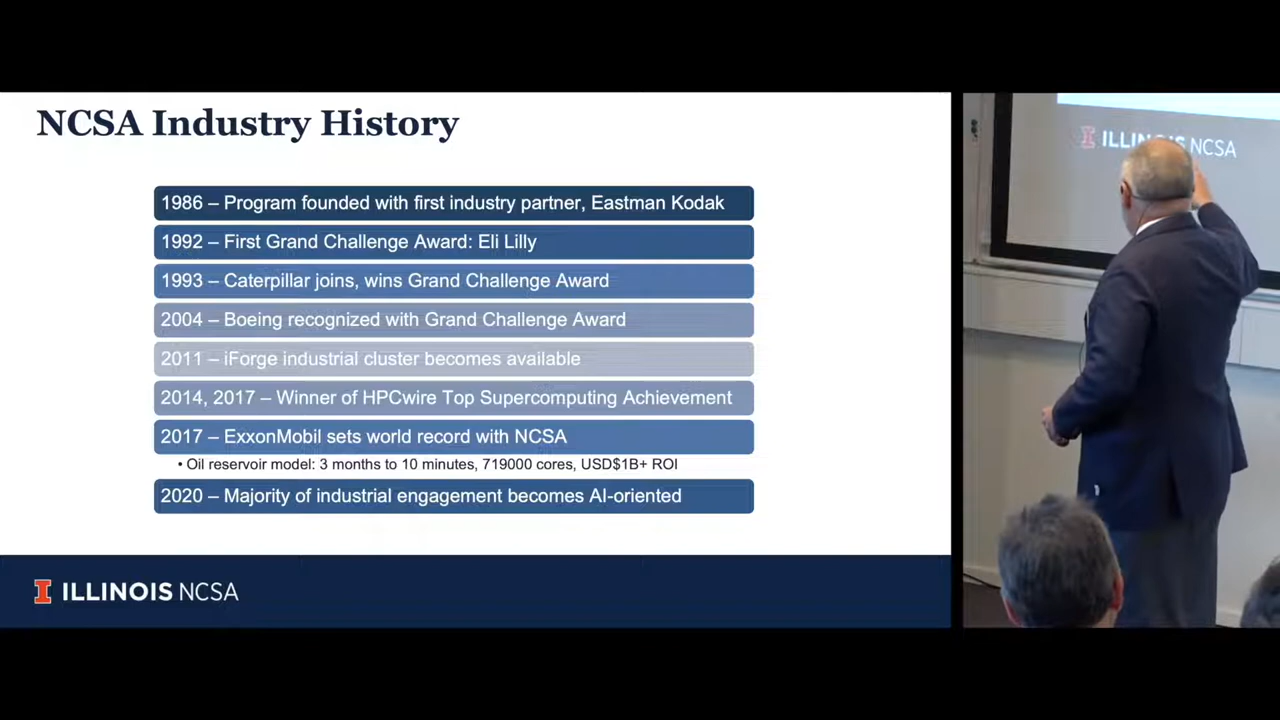 NCSA Industry History
1986 – Program founded with first industry partner, Eastman Kodak
1992 – First Grand Challenge Award: Eli Lilly
1993 – Caterpillar joins, wins Grand Challenge Award
2004 – Boeing recognized with Grand Challenge Award
2011 – iForge industrial cluster becomes available
2014, 2017 – Winner of HPCwire Top Supercomputing Achievement
2017 – ExxonMobil sets world record with NCSA
• Oil reservoir model: 3 months to 10 minutes, 719000 cores, USD$1B+ ROI
2020 – Majority of industrial engagement becomes AI-oriented
I ILLINOIS NCSA
I ILLINOIS NCSA